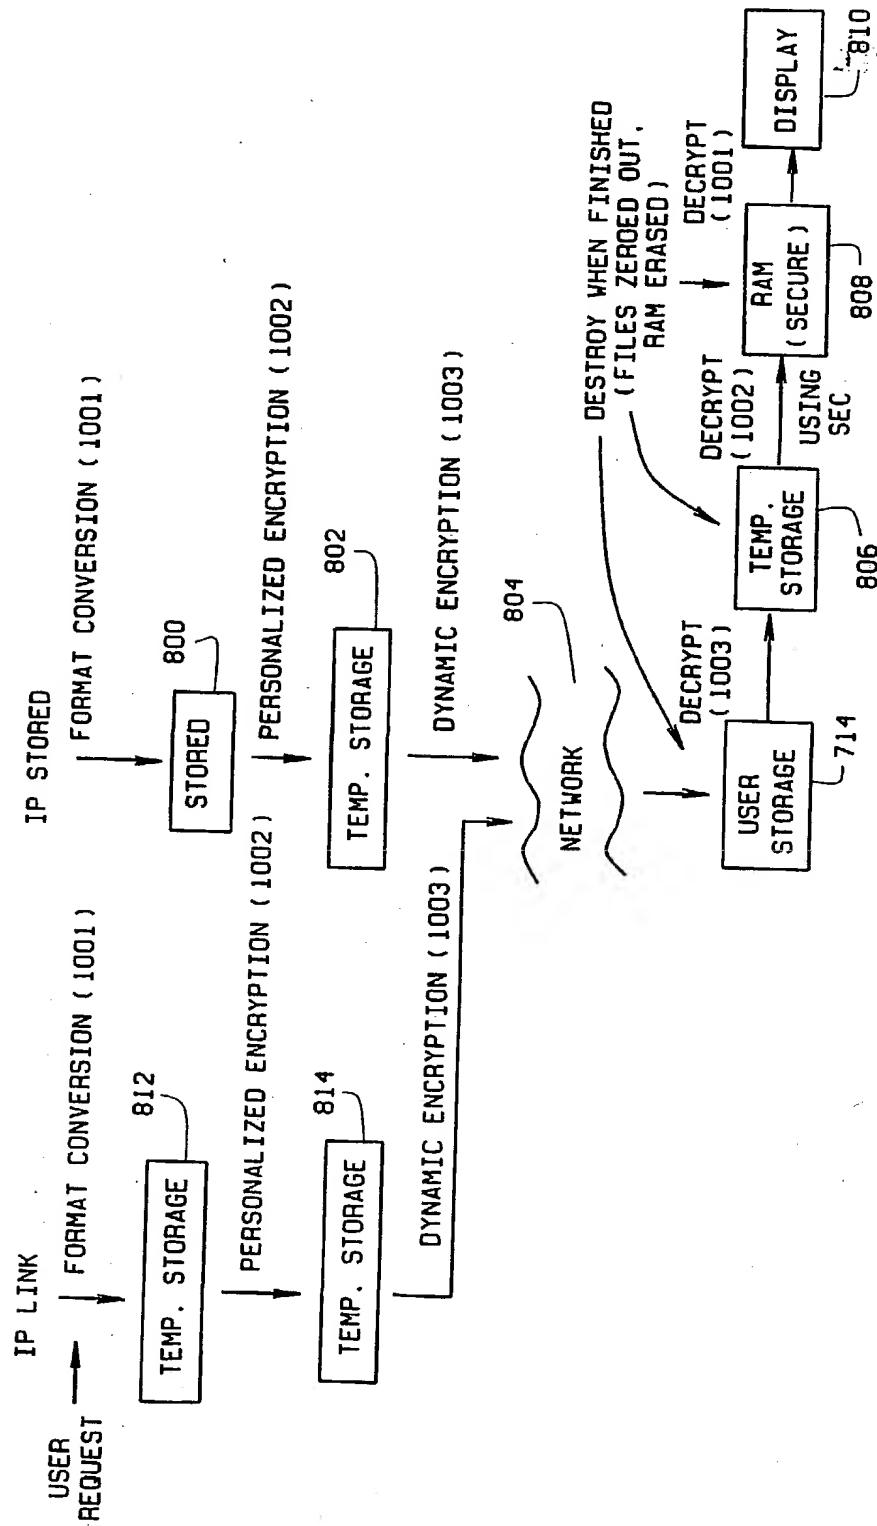 USER
REQUEST
IP LINK
FORMAT CONVERSION (1001)
812
TEMP. STORAGE
PERSONALIZED ENCRYPTION (1002)
814
TEMP. STORAGE
DYNAMIC ENCRYPTION (1003)
IP STORED
FORMAT CONVERSION (1001)
800
STORED
PERSONALIZED ENCRYPTION (1002)
802
TEMP. STORAGE
DYNAMIC ENCRYPTION (1003)
804
NETWORK
DESTROY WHEN FINISHED
(FILES ZEROED OUT,
RAM ERASED)
USER
STORAGE
714
DECRYPT
(1003)
TEMP.
STORAGE
806
DECRYPT
(1002)
USING
SEC
RAM
(SECURE)
808
DECRYPT
(1001)
DISPLAY
810